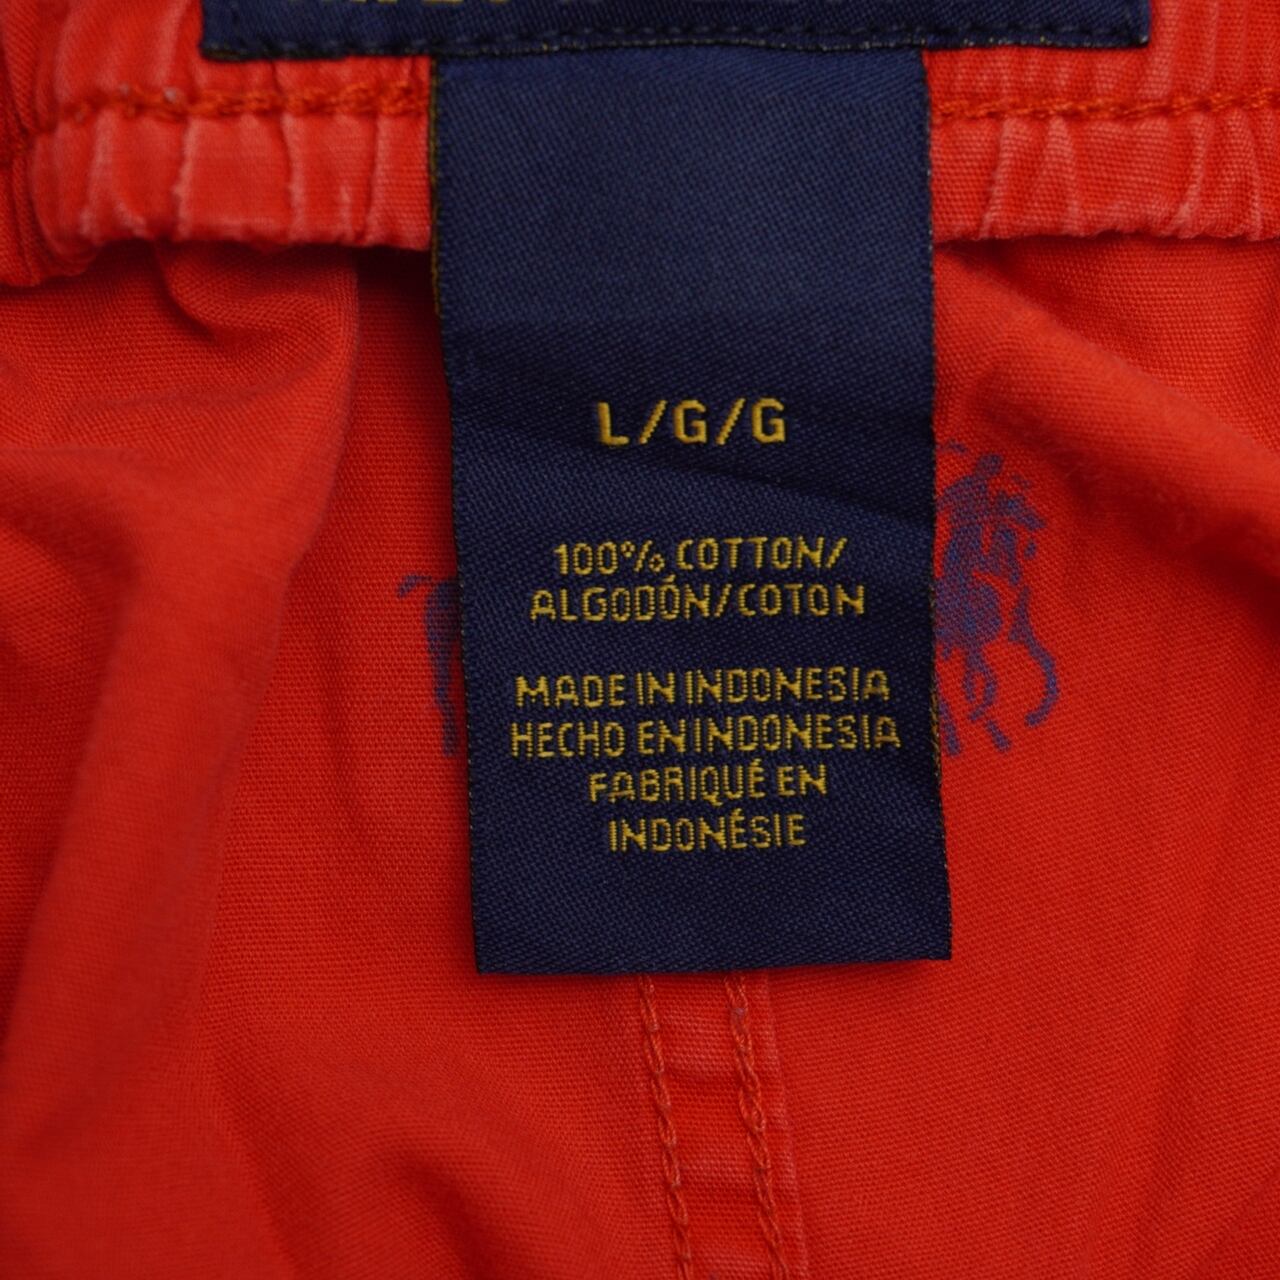 L/G/G
100% COTTON/
ALGODÓN/COTON
MADE IN INDONESIA
HECHO EN INDONESIA
FABRIQUÉ EN
INDONÉSIE